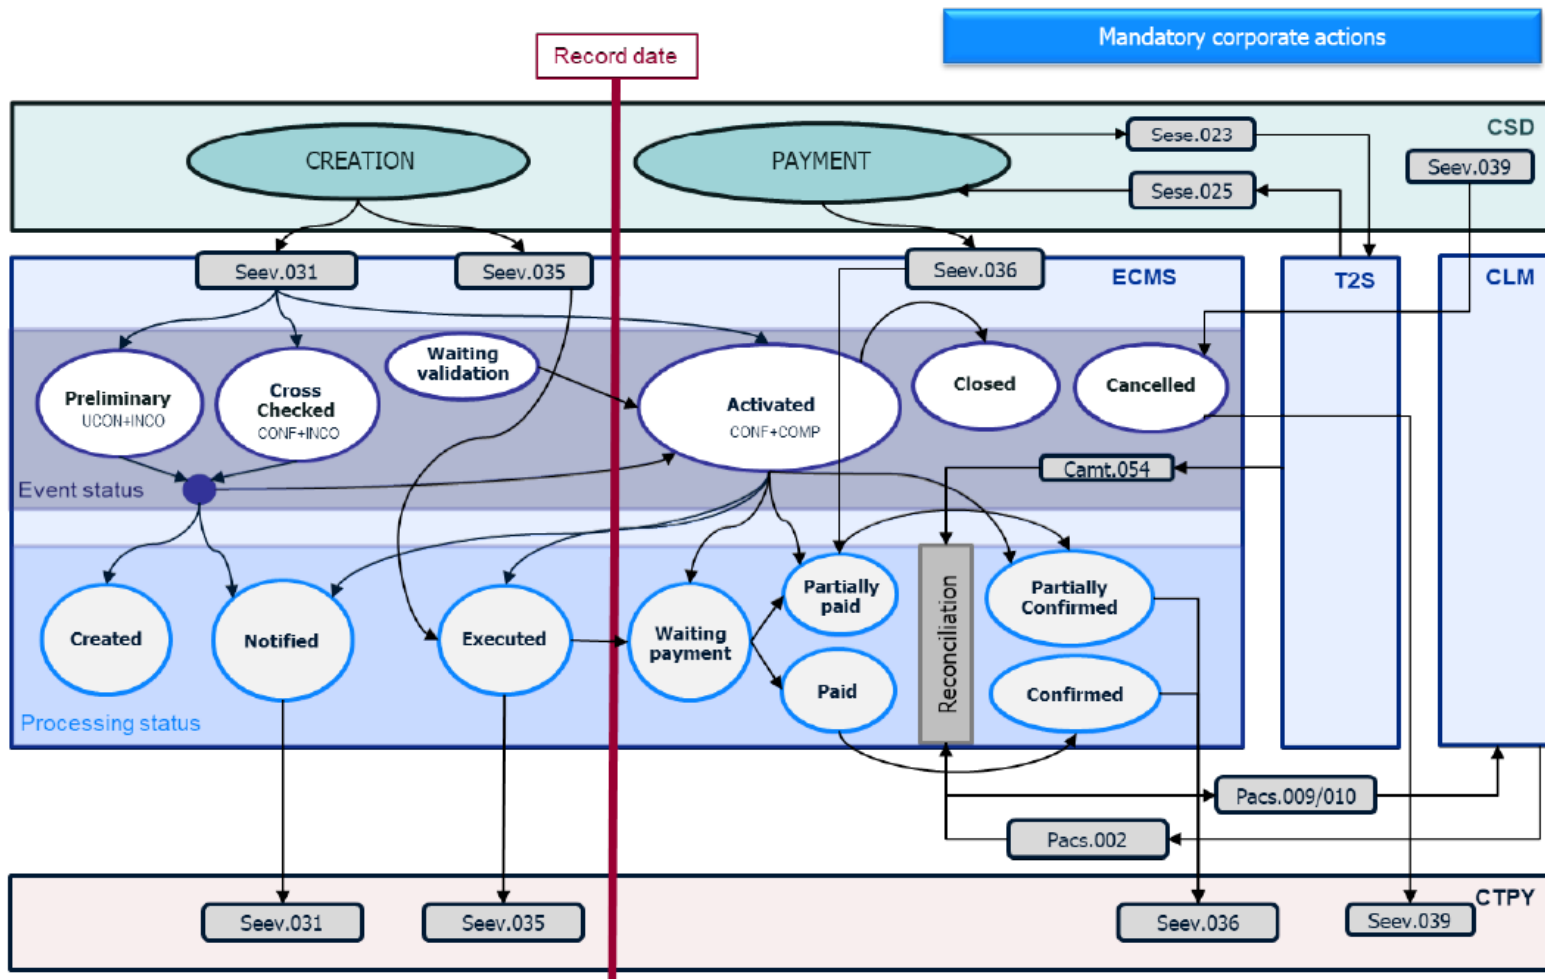 Mandatory corporate actions
Record date
CSD
CREATION
PAYMENT
Sese.023
Seev.039
Sese.025
Seev.031
Seev.035
Seev.036
ECMS
T2S
CLM
Waiting
validation
Preliminary
UCON+INCO
Cross
Checked
CONF+INCO
Activated
CONF+COMP
Closed
Cancelled
Camt.054
Event status
Created
Notified
Executed
Waiting
payment
Partially
paid
Paid
Reconciliation
Partially
Confirmed
Confirmed
Processing status
Pacs.009/010
Pacs.002
CTPY
Seev.031
Seev.035
Seev.036
Seev.039